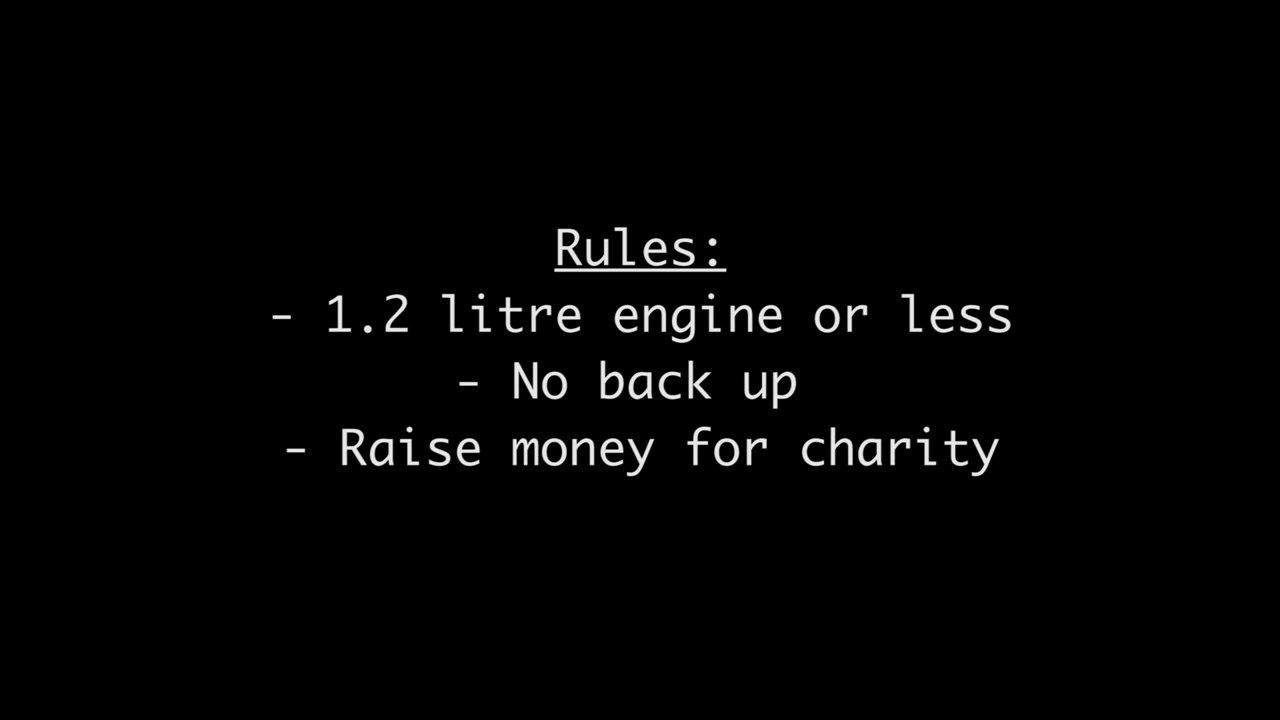 Rules:
- 1.2 litre engine or less
- No back up
- Raise money for charity